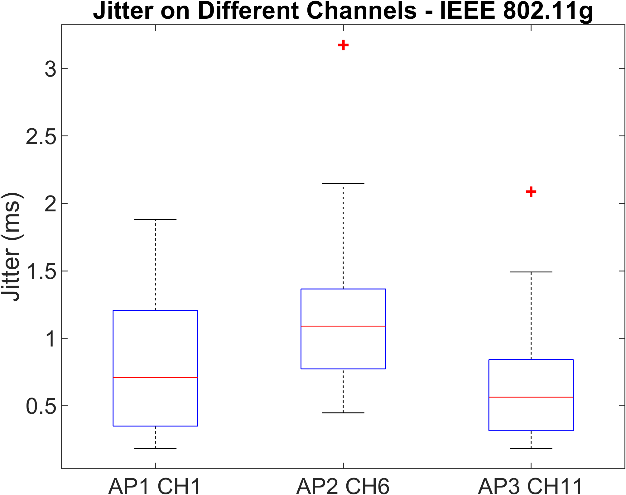 Jitter on Different Channels - IEEE 802.11g
Jitter (ms)
3
2.5
2
1.5
1
0.5
AP1 CH1
AP2 CH6
AP3 CH11